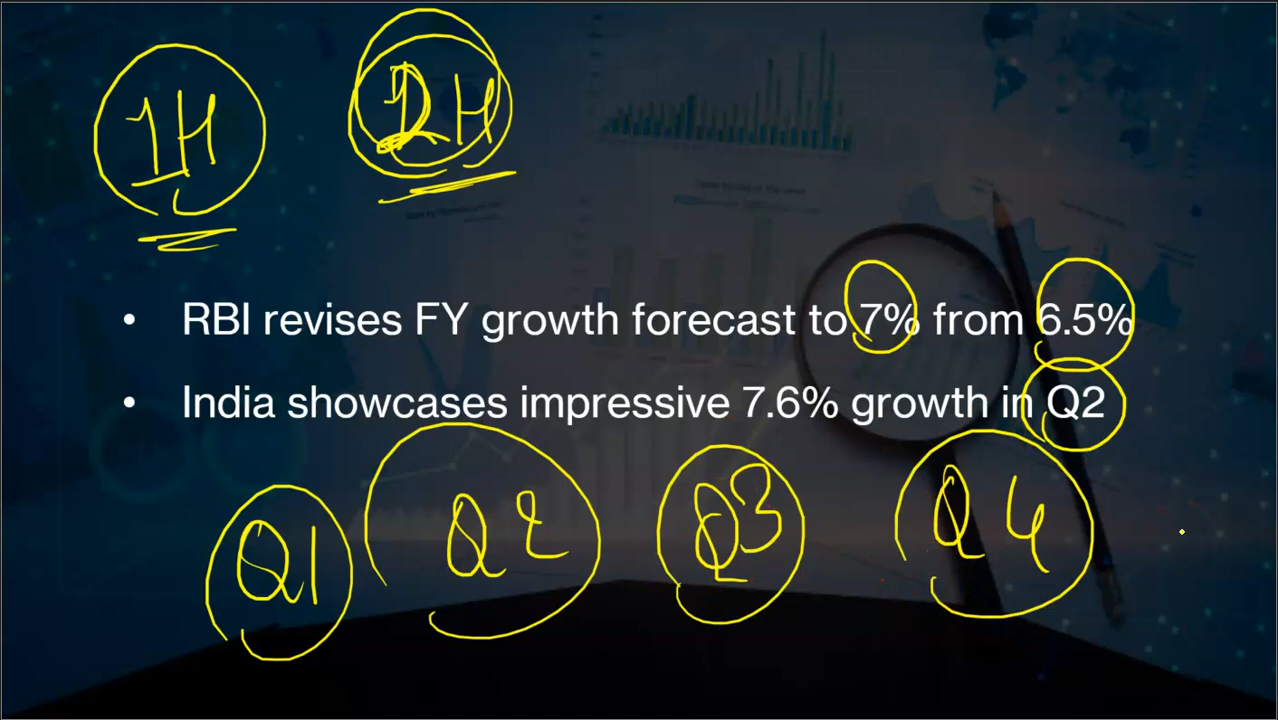 1H 2H
• RBI revises FY growth forecast to 7% from 6.5%
• India showcases impressive 7.6% growth in Q2
Q1 Q2 Q3 Q4